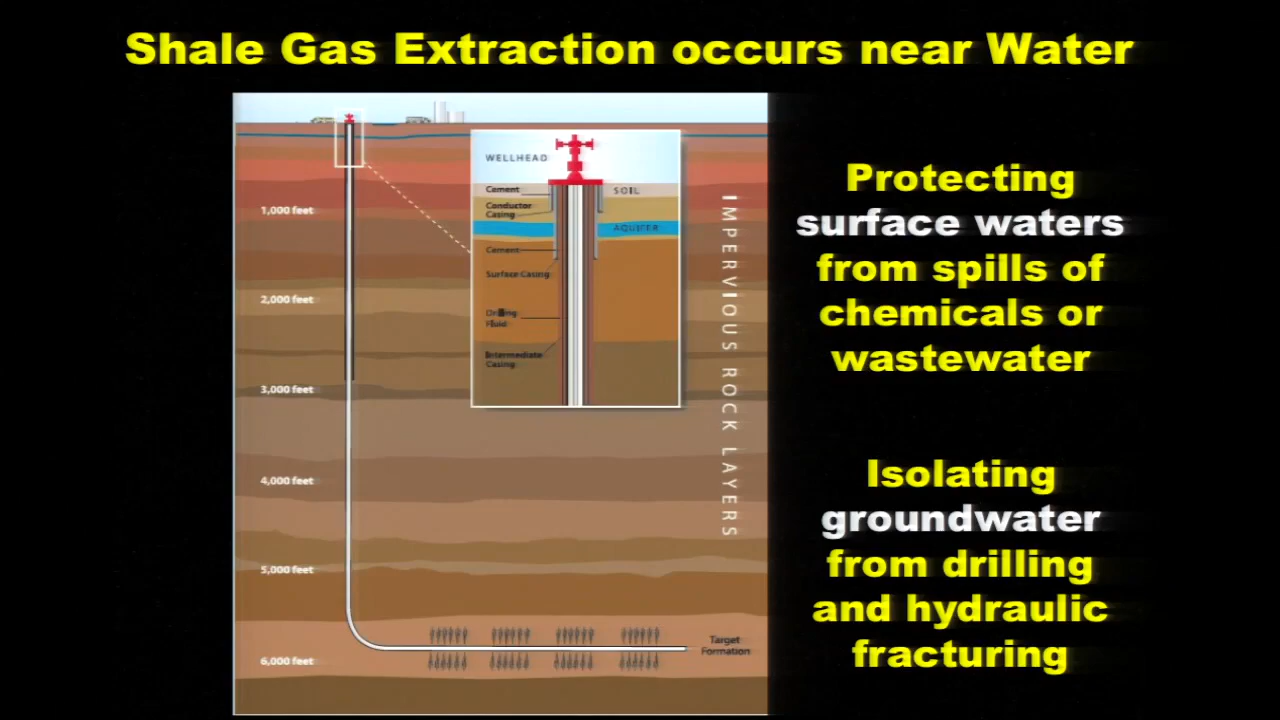 Shale Gas Extraction occurs near Water
WELLHEAD
Cement
Conductor
Casing
SOIL
AQUIFER
Cement
Surface Casing
Drilling
Fluid
Intermediate
Casing
1,000 feet
2,000 feet
3,000 feet
4,000 feet
5,000 feet
6,000 feet
IMPERVIOUS ROCK LAYERS
Target
Formation
Protecting
surface waters
from spills of
chemicals or
wastewater
Isolating
groundwater
from drilling
and hydraulic
fracturing